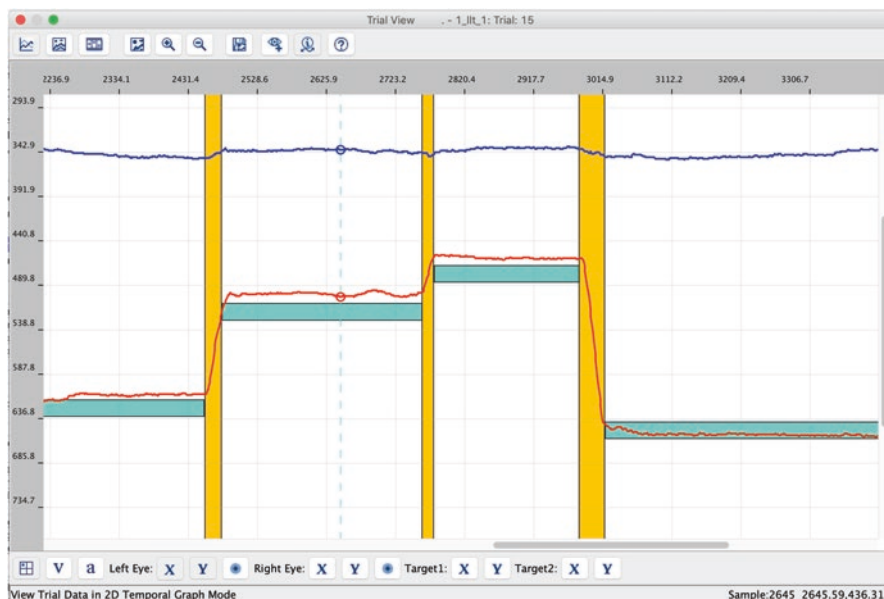 Trial View . - 1_llt_1: Trial: 15
2236.9 2334.1 2431.4 2528.6 2625.9 2723.2 2820.4 2917.7 3014.9 3112.2 3209.4 3306.7
293.9
342.9
391.9
440.8
489.8
538.8
587.8
636.8
685.8
734.7
V a Left Eye: X Y Right Eye: X Y Target1: X Y Target2: X Y
View Trial Data in 2D Temporal Graph Mode Sample:2645 2645.59,436.31